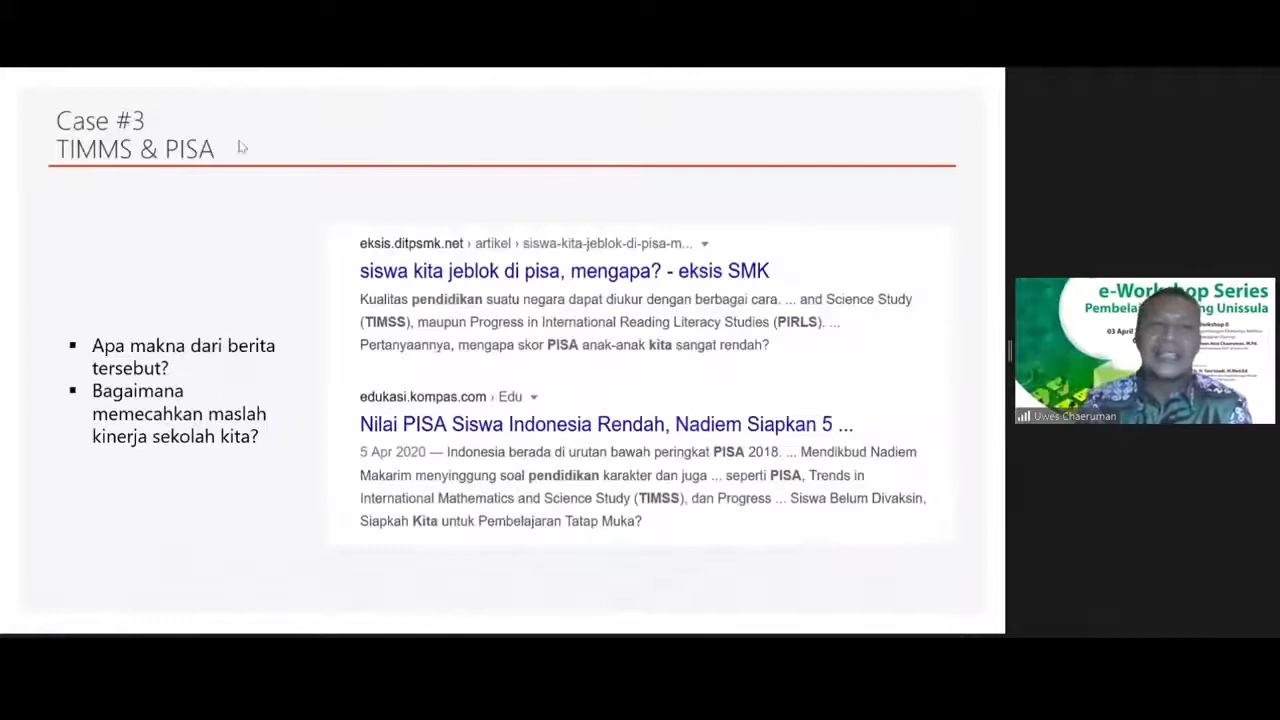 Case #3
TIMMS & PISA
▪ Apa makna dari berita
tersebut?
▪ Bagaimana
memecahkan maslah
kinerja sekolah kita?
eksis.ditpsmk.net › artikel › siswa-kita-jeblok-di-pisa-m...
siswa kita jeblok di pisa, mengapa? - eksis SMK
Kualitas pendidikan suatu negara dapat diukur dengan berbagai cara. ... and Science Study
(TIMSS), maupun Progress in International Reading Literacy Studies (PIRLS). ...
Pertanyaannya, mengapa skor PISA anak-anak kita sangat rendah?
edukasi.kompas.com › Edu
Nilai PISA Siswa Indonesia Rendah, Nadiem Siapkan 5 ...
5 Apr 2020 — Indonesia berada di urutan bawah peringkat PISA 2018. ... Mendikbud Nadiem
Makarim menyinggung soal pendidikan karakter dan juga ... seperti PISA, Trends in
International Mathematics and Science Study (TIMSS), dan Progress ... Siswa Belum Divaksin,
Siapkah Kita untuk Pembelajaran Tatap Muka?
e-Workshop Series
Unissula
03 April
Uwes Chaeruman